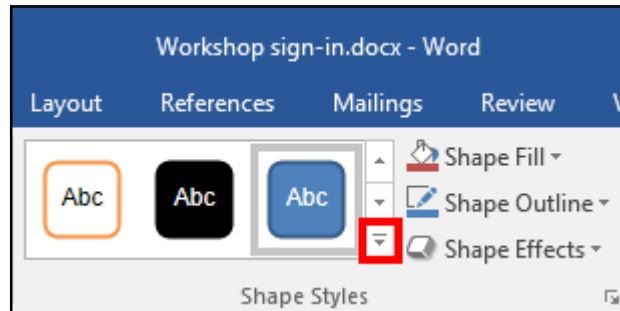 Workshop sign-in.docx - Word
Layout References Mailings Review
Abc Abc Abc
Shape Fill
Shape Outline
Shape Effects
Shape Styles